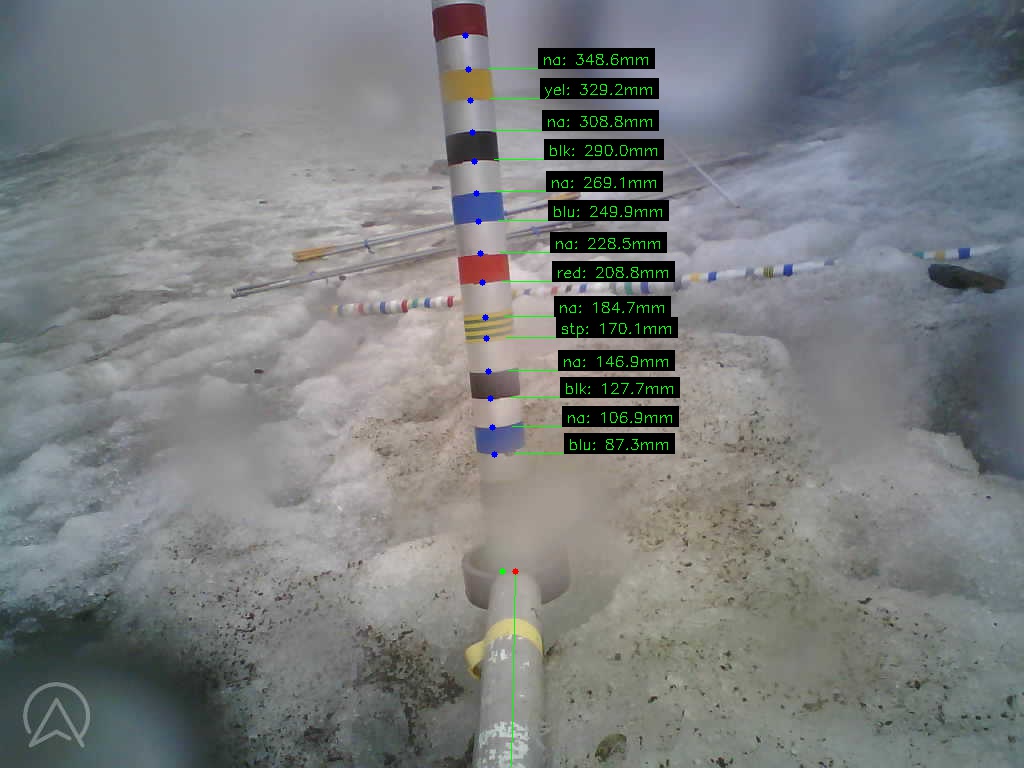 na: 348.6mm
yel: 329.2mm
na: 308.8mm
blk: 290.0mm
na: 269.1mm
blu: 249.9mm
na: 228.5mm
red: 208.8mm
na: 184.7mm
stp: 170.1mm
na: 146.9mm
blk: 127.7mm
na: 106.9mm
blu: 87.3mm